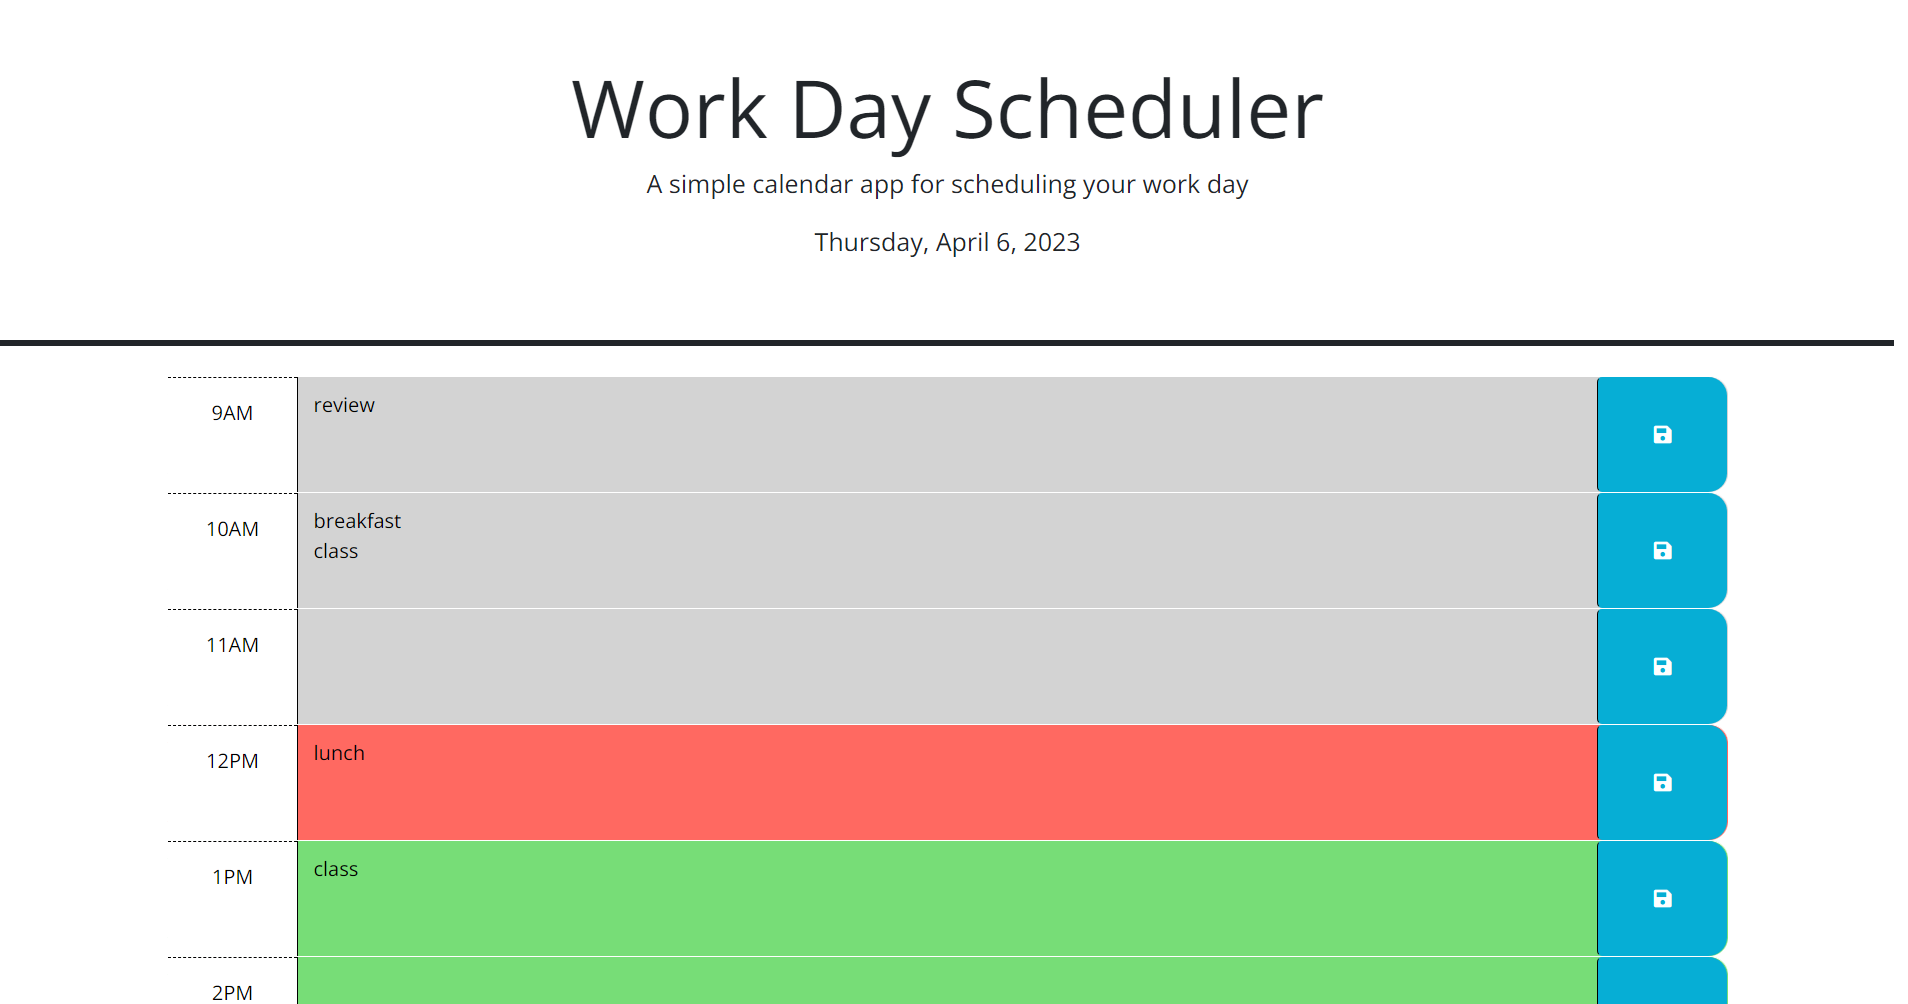 Work Day Scheduler
A simple calendar app for scheduling your work day
Thursday, April 6, 2023
9AM
review
10AM
breakfast
class
11AM
12PM
lunch
1PM
class
2PM